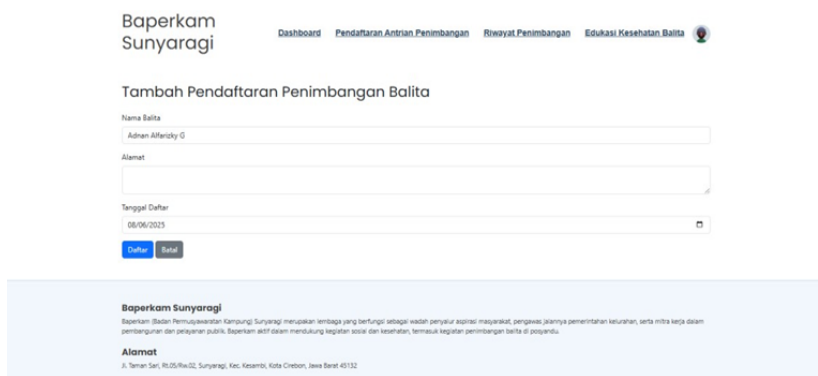 Baperkam
Sunyaragi
Dashboard Pendaftaran Antrian Penimbangan Riwayat Penimbangan Edukasi Kesehatan Balita
Tambah Pendaftaran Penimbangan Balita
Nama Balita
Adnan Alfarizky G
Alamat
Tanggal Daftar
08/06/2025
Daftar Batal
Baperkam Sunyaragi
Baperkam (Badan Permusyawaratan Kampung) Sunyaragi merupakan lembaga yang berfungsi sebagai wadah penyalur aspirasi masyarakat, pengawas jalannya pemerintahan kelurahan, serta mitra kerja dalam
pembangunan dan pelayanan publik. Baperkam aktif dalam mendukung kegiatan sosial dan kesehatan, termasuk kegiatan penimbangan balita di posyandu.
Alamat
Jl. Taman Sari, Rt.05/Rw.02, Sunyaragi, Kec. Kesambi, Kota Cirebon, Jawa Barat 45132